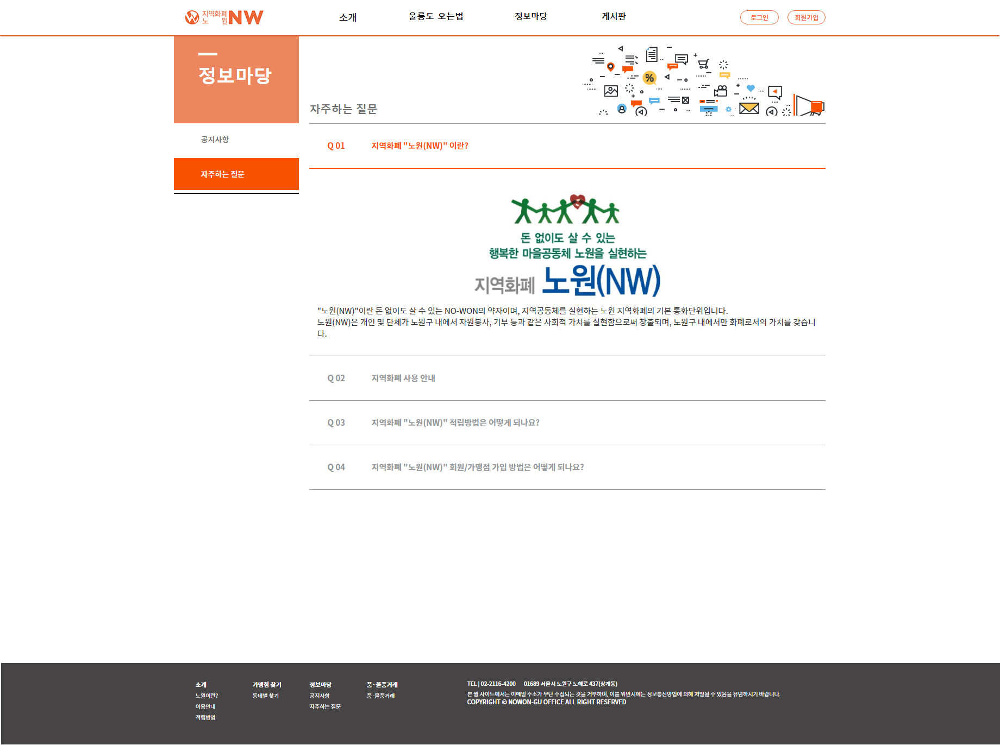 지역화폐
노 원 NW
소개
울릉도 오는법
정보마당
게시판
로그인
회원가입
정보마당
공지사항
자주하는 질문
%
자주하는 질문
Q 01 지역화폐 "노원(NW)" 이란?
돈 없이도 살 수 있는
행복한 마을공동체 노원을 실현하는
지역화폐 노원(NW)
"노원(NW)"이란 돈 없이도 살 수 있는 NO-WON의 약자이며, 지역공동체를 실현하는 노원 지역화폐의 기본 통화단위입니다.
노원(NW)은 개인 및 단체가 노원구 내에서 자원봉사, 기부 등과 같은 사회적 가치를 실현함으로써 창출되며, 노원구 내에서만 화폐로서의 가치를 갖습니
다.
Q 02 지역화폐 사용 안내
Q 03 지역화폐 "노원(NW)" 적립방법은 어떻게 되나요?
Q 04 지역화폐 "노원(NW)" 회원/가맹점 가입 방법은 어떻게 되나요?
소개
노원이란?
이용안내
적립방법
가맹점 찾기
동네별 찾기
정보마당
공지사항
자주하는 질문
품·물품거래
품·물품거래
TEL | 02-2116-4200 01689 서울시 노원구 노해로 437(상계동)
본 웹 사이트에서는 이메일 주소가 무단 수집되는 것을 거부하며, 이를 위반시에는 정보통신망법에 의해 처벌될 수 있음을 유념하시기 바랍니다.
COPYRIGHT © NOWON-GU OFFICE ALL RIGHT RESERVED